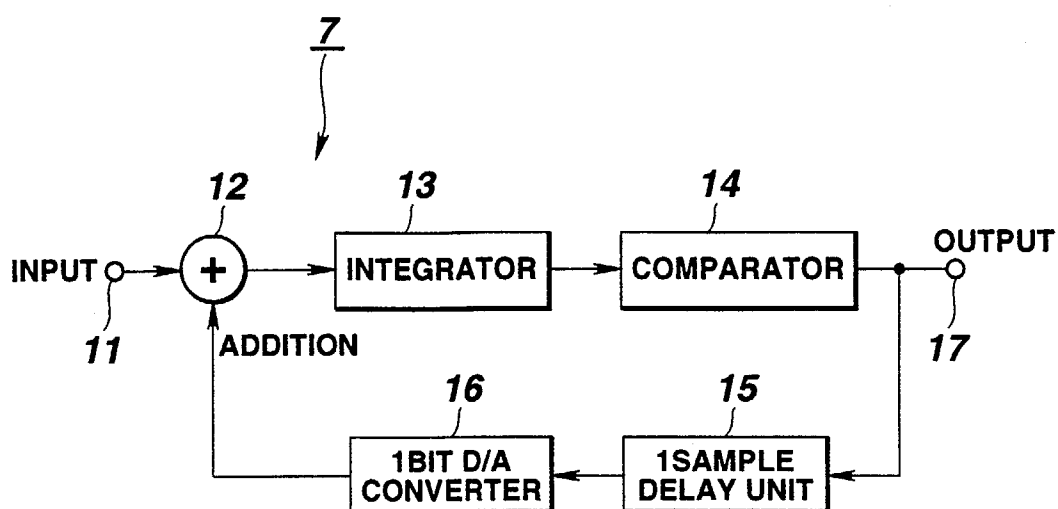 7
12
13
14
INPUT
+
INTEGRATOR
COMPARATOR
OUTPUT
11
ADDITION
17
16
15
1BIT D/A
CONVERTER
1SAMPLE
DELAY UNIT